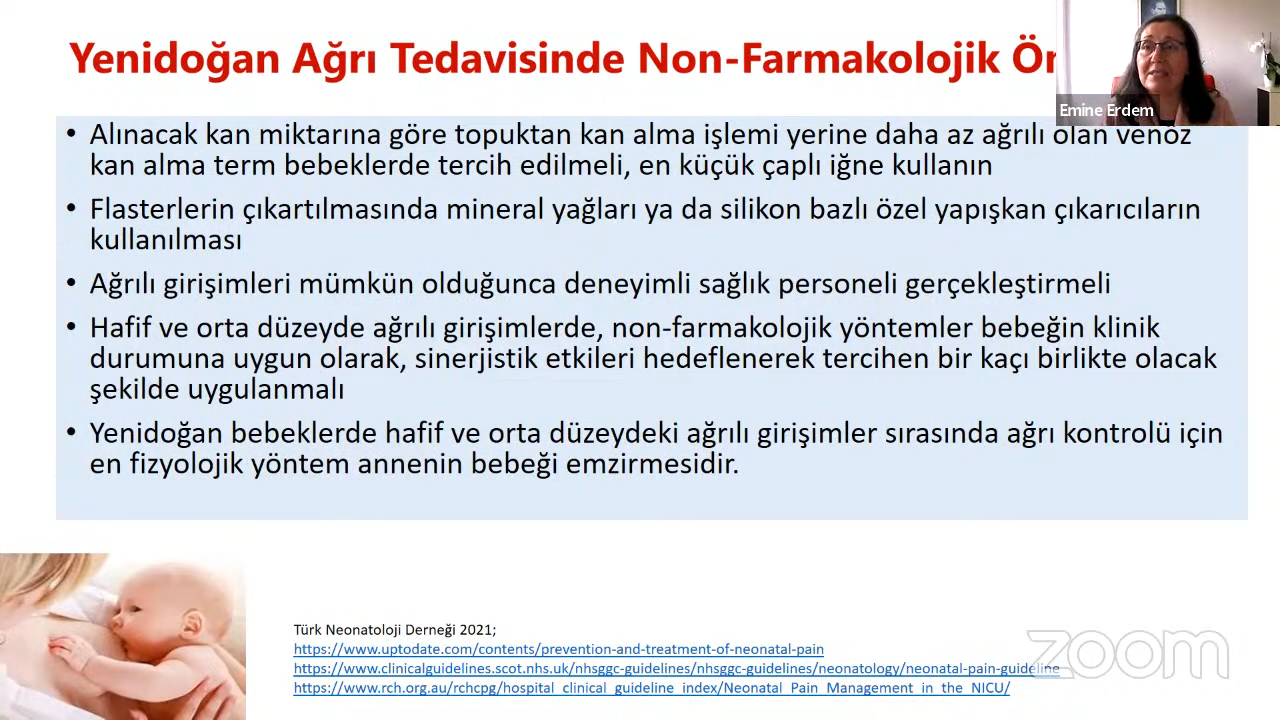 Yenidoğan Ağrı Tedavisinde Non-Farmakolojik
Emine Erdem
• Alınacak kan miktarına göre topuktan kan alma işlemi yerine daha az ağrılı olan venöz
kan alma term bebeklerde tercih edilmeli, en küçük çaplı iğne kullanın
• Flasterlerin çıkartılmasında mineral yağları ya da silikon bazlı özel yapışkan çıkarıcıların
kullanılması
• Ağrılı girişimleri mümkün olduğunca deneyimli sağlık personeli gerçekleştirmeli
• Hafif ve orta düzeyde ağrılı girişimlerde, non-farmakolojik yöntemler bebeğin klinik
durumuna uygun olarak, sinerjistik etkileri hedeflenerek tercihen bir kaçı birlikte olacak
şekilde uygulanmalı
• Yenidoğan bebeklerde hafif ve orta düzeydeki ağrılı girişimler sırasında ağrı kontrolü için
en fizyolojik yöntem annenin bebeği emzirmesidir.
Türk Neonatoloji Derneği 2021;
https://www.uptodate.com/contents/prevention-and-treatment-of-neonatal-pain
https://www.clinicalguidelines.scot.nhs.uk/nhsggc-guidelines/nhsggc-guidelines/neonatology/neonatal-pain-guideline
https://www.rch.org.au/rchcpg/hospital_clinical_guideline_index/Neonatal_Pain_Management_in_the_NICU/
zoom